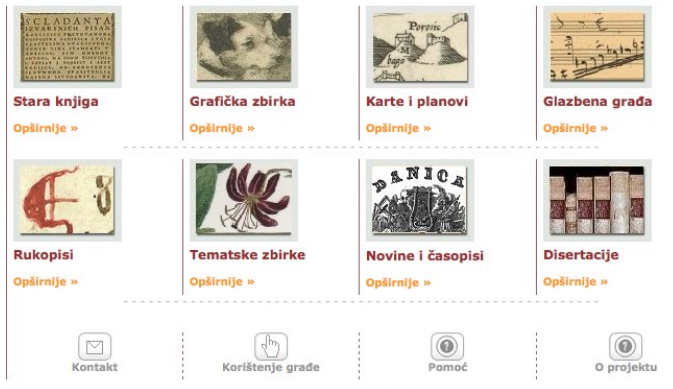 Stara knjiga
Grafička zbirka
Karte i planovi
Glazbena građa
Opširnije »
Opširnije »
Opširnije »
Opširnije »
Rukopisi
Tematske zbirke
DANICA
Novine i časopisi
Disertacije
Opširnije »
Opširnije »
Opširnije »
Opširnije »
Kontakt
Korištenje građe
Pomoć
O projektu